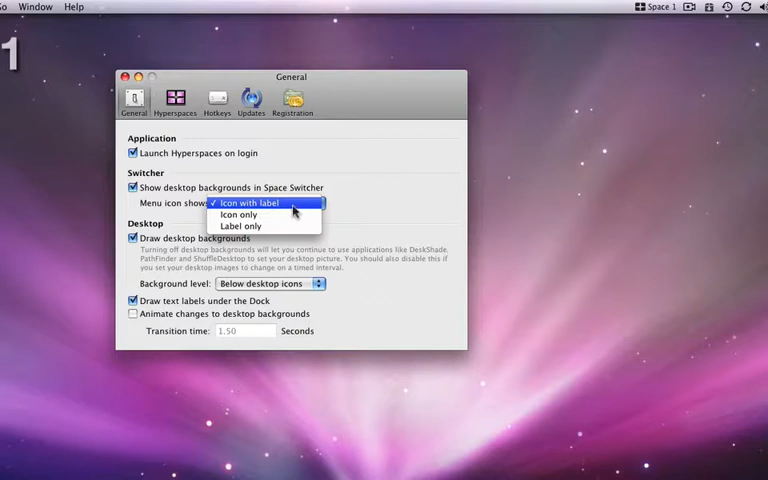 Go Window Help Space 1
1
General
General Hyperspaces Hotkeys Updates Registration
Application
Launch Hyperspaces on login
Switcher
Show desktop backgrounds in Space Switcher
Menu icon shows ✓ Icon with label
Icon only
Label only
Desktop
Draw desktop backgrounds
Turning off desktop backgrounds will let you continue to use applications like DeskShade,
PathFinder and ShuffleDesktop to set your desktop picture. You should also disable this if
you set your desktop images to change on a timed interval.
Background level: Below desktop icons
Draw text labels under the Dock
Animate changes to desktop backgrounds
Transition time: 1.50 Seconds